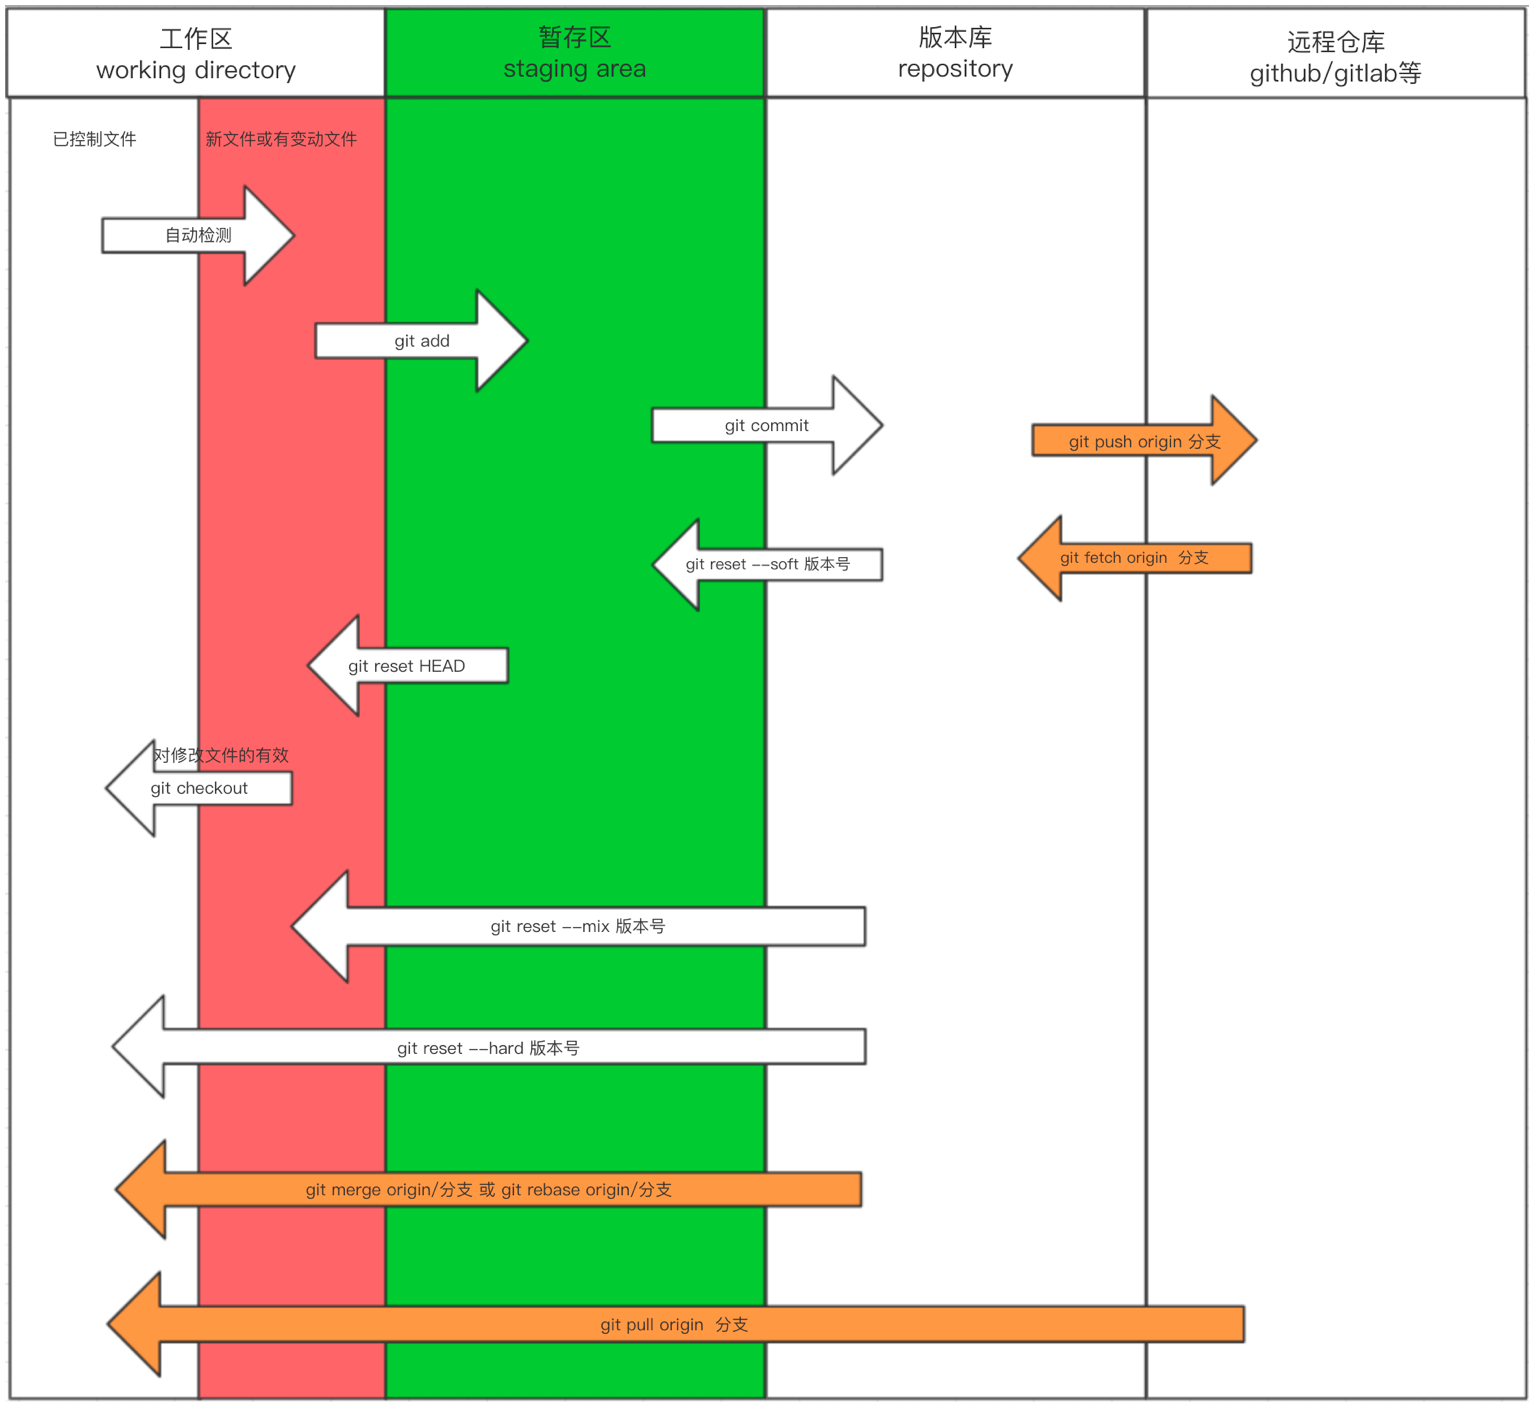 工作区
working directory
暂存区
staging area
版本库
repository
远程仓库
github/gitlab等
已控制文件
新文件或有变动文件
自动检测
git add
git commit
git push origin 分支
git reset --soft 版本号
git fetch origin 分支
git reset HEAD
对修改文件的有效
git checkout
git reset --mix 版本号
git reset --hard 版本号
git merge origin/分支 或 git rebase origin/分支
git pull origin 分支